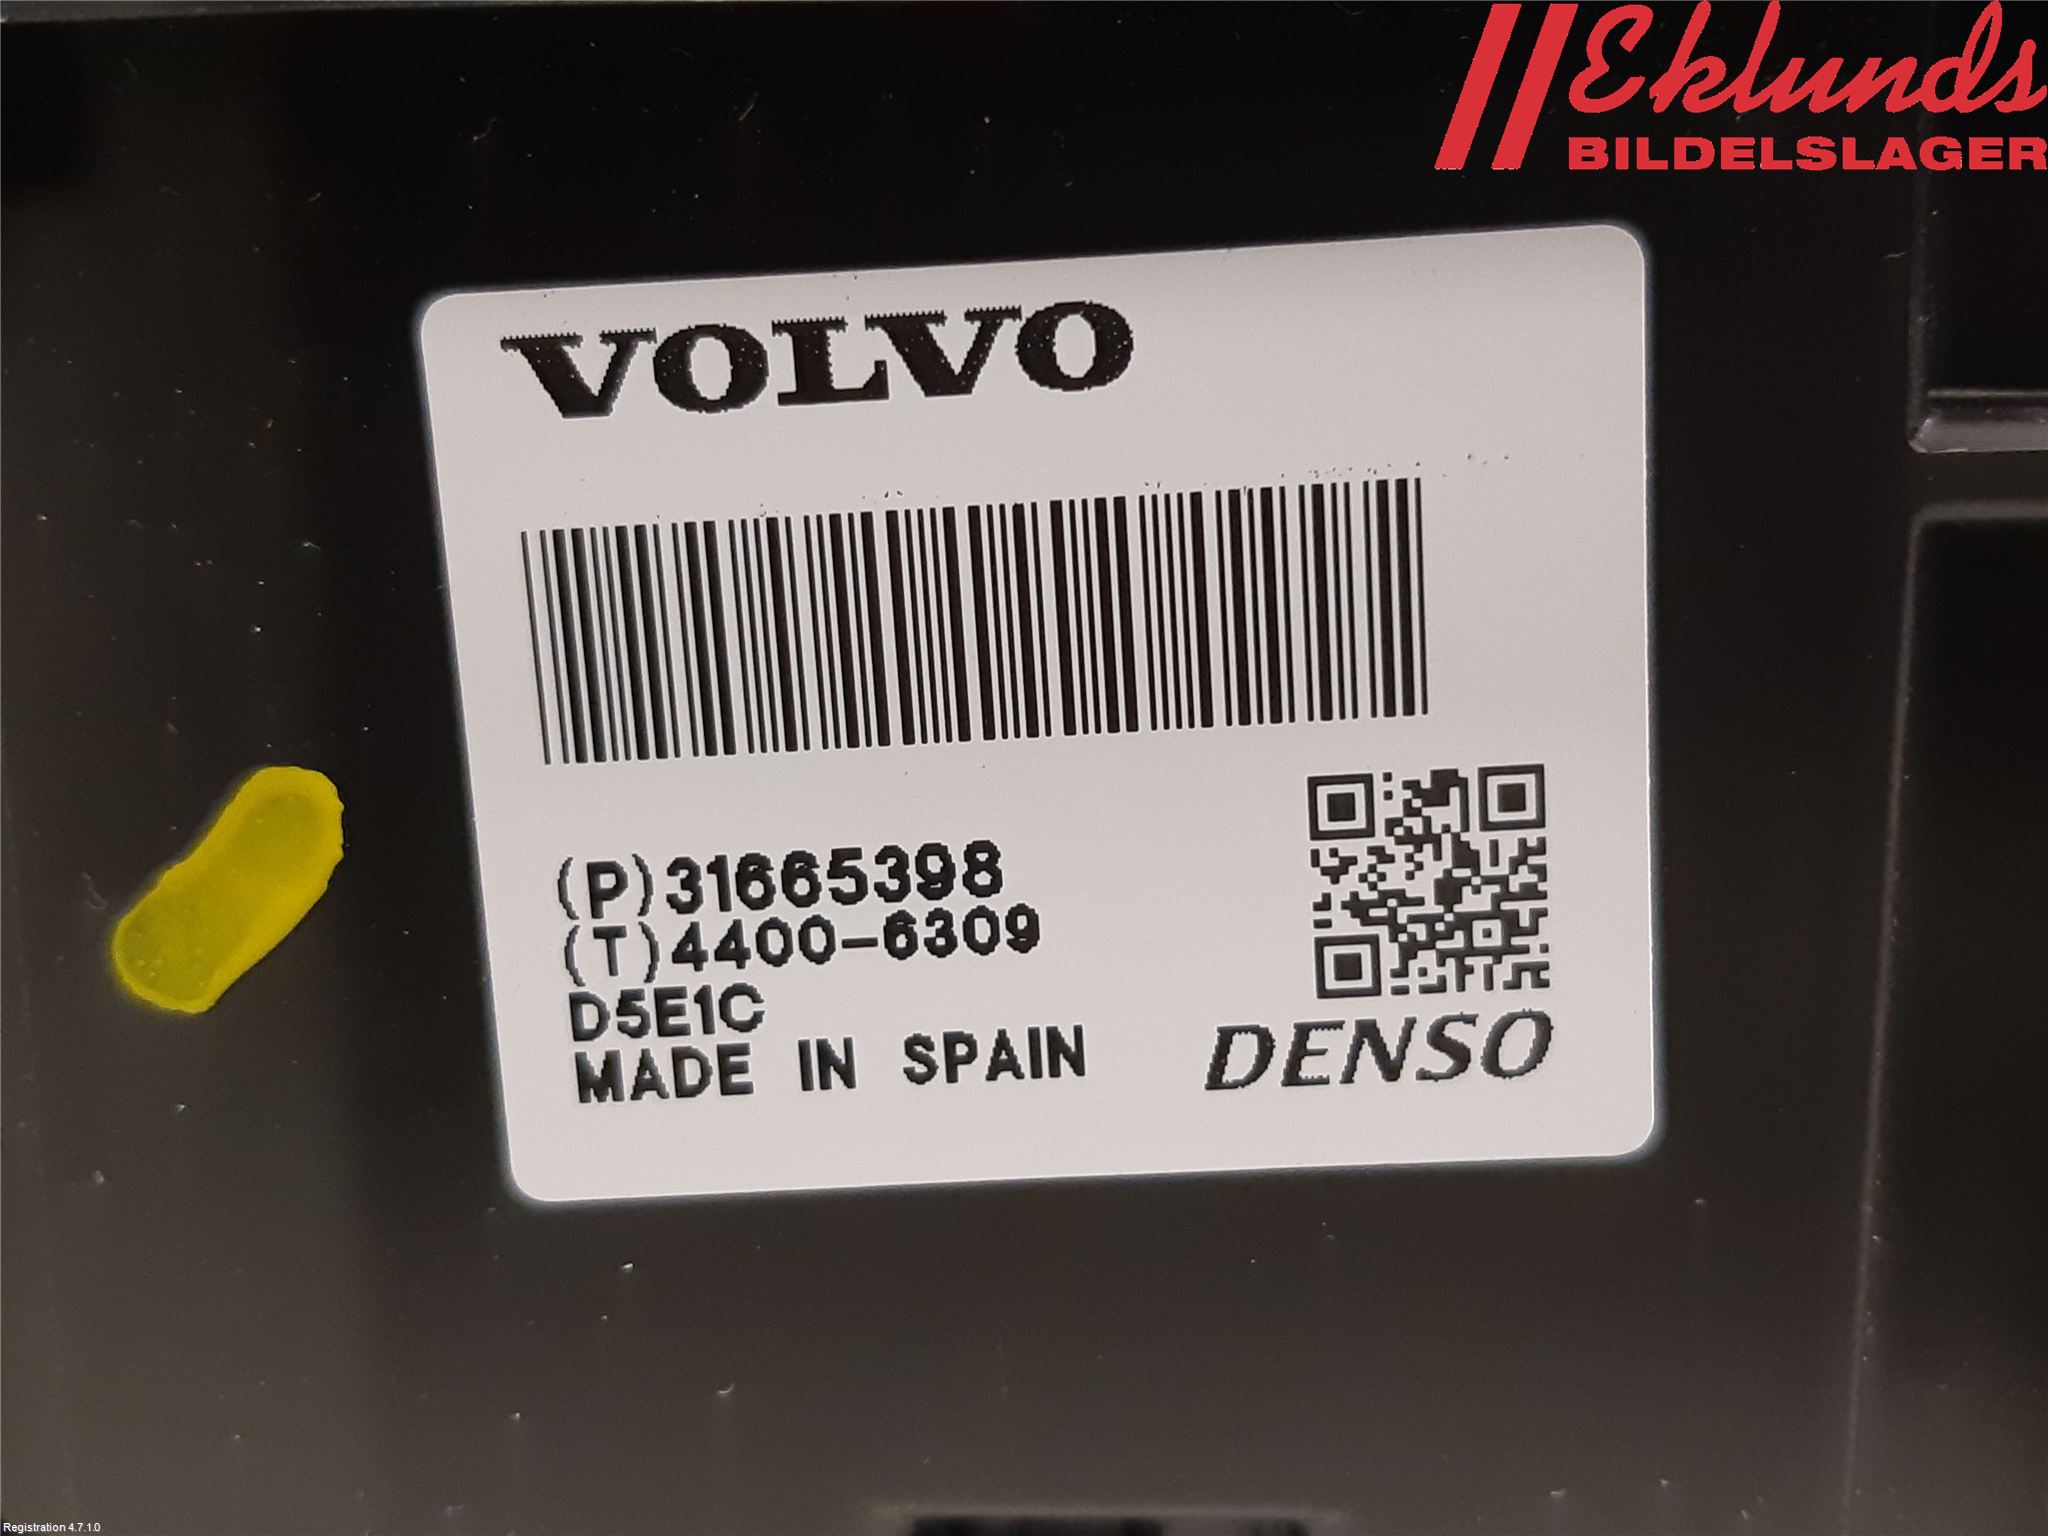 Eklunds
BILDELSLAGER
VOLVO
(P)31665398
(T)4400-6309
D5E1C
MADE IN SPAIN
DENSO
Registration 4.7.1.0